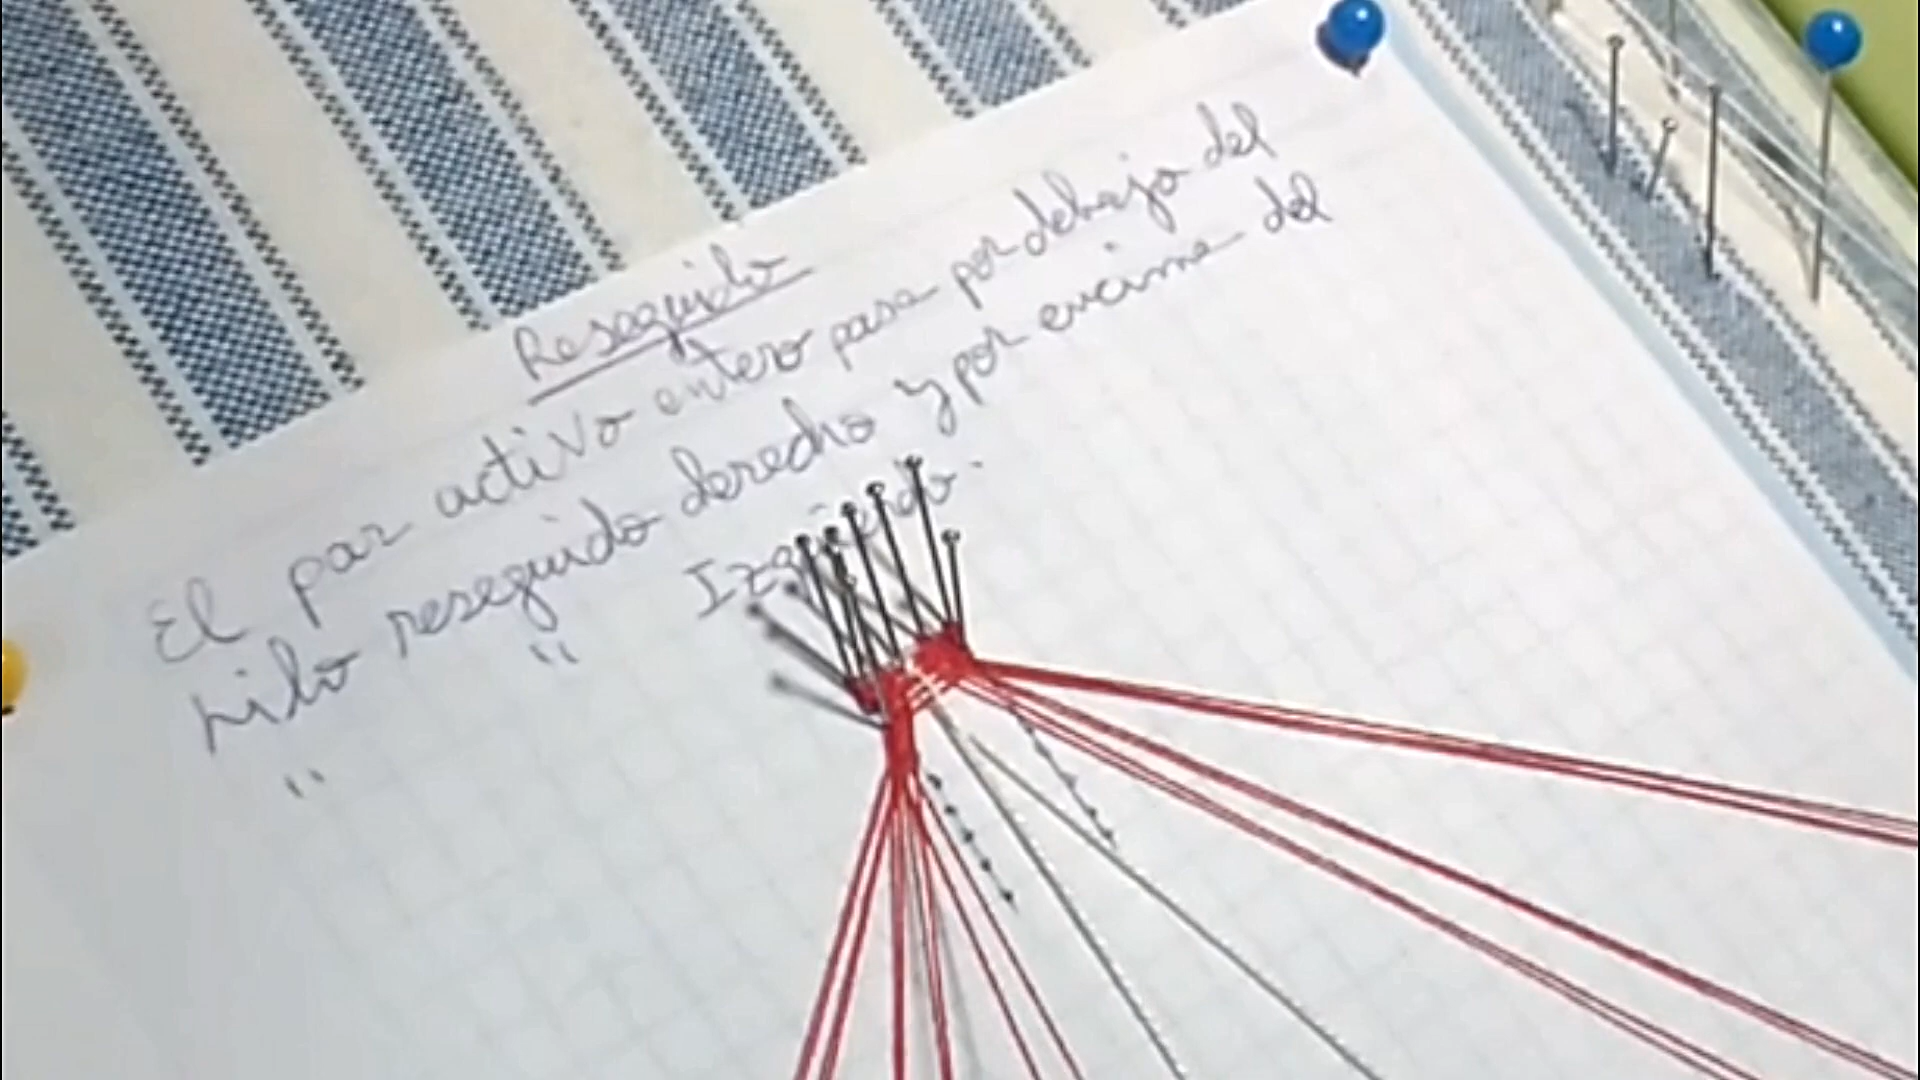 Reseguido
El par activo entero pasa por debajo del
hilo reseguido derecho y por encima del
" " Izquierdo.